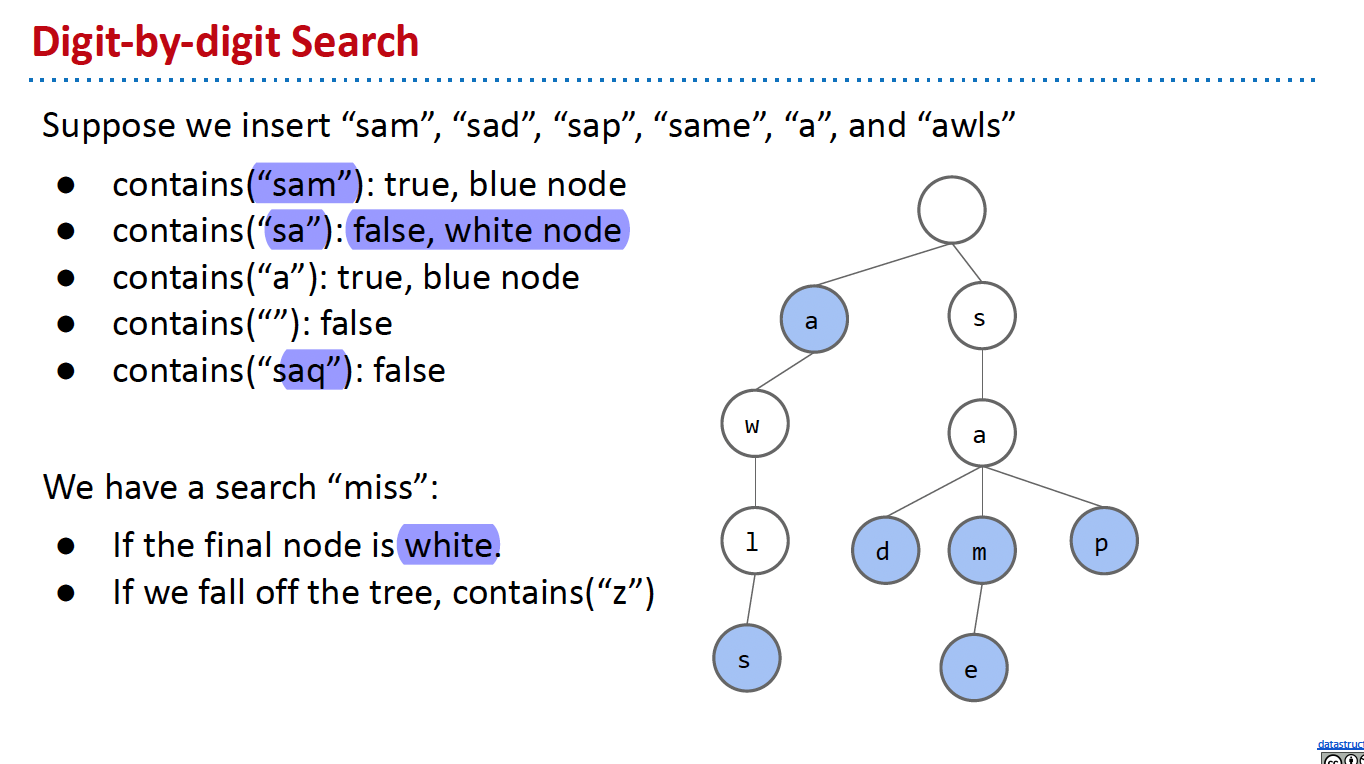 Digit-by-digit Search
Suppose we insert “sam”, “sad”, “sap”, “same”, “a”, and “awls”
● contains(“sam”): true, blue node
● contains(“sa”): false, white node
● contains(“a”): true, blue node
● contains(“”): false
● contains(“saq”): false
We have a search “miss”:
● If the final node is white.
● If we fall off the tree, contains(“z”)
a
s
w
a
l
d
m
p
s
e
datastruct
cc